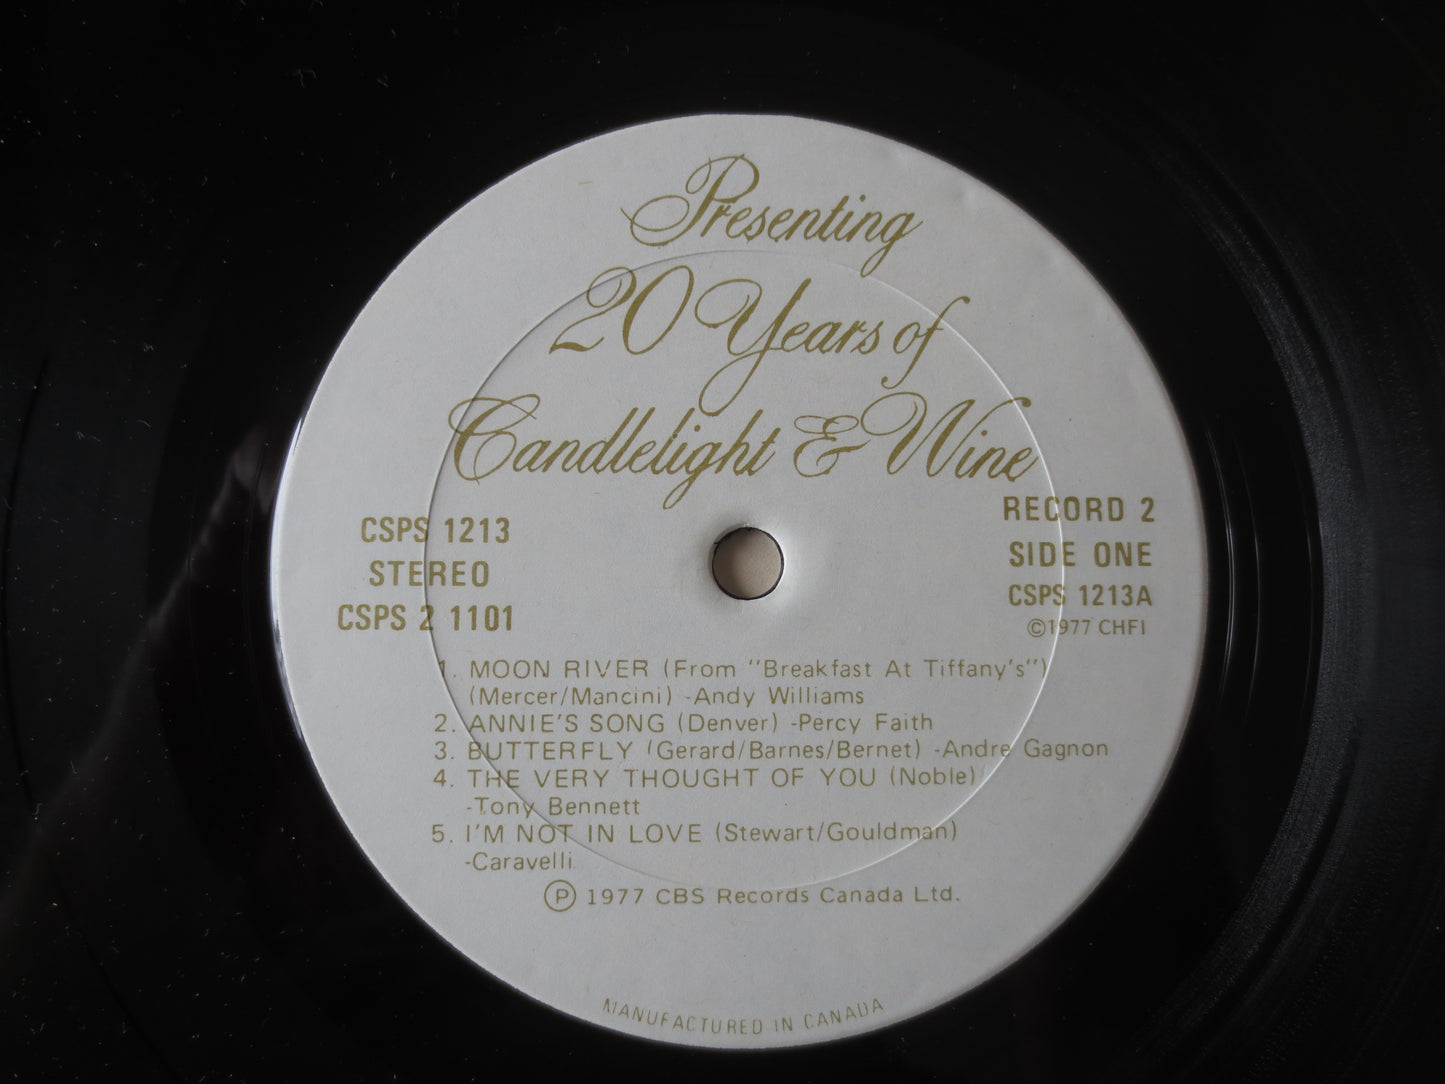 Presenting
20 Years of
Candlelight & Wine
CSPS 1213
STEREO
CSPS 2 1101
RECORD 2
SIDE ONE
CSPS 1213A
©1977 CHFI
1. MOON RIVER (From "Breakfast At Tiffany's")
(Mercer/Mancini) -Andy Williams
2. ANNIE'S SONG (Denver) -Percy Faith
3. BUTTERFLY (Gerard/Barnes/Bernet) -Andre Gagnon
4. THE VERY THOUGHT OF YOU (Noble)
-Tony Bennett
5. I'M NOT IN LOVE (Stewart/Gouldman)
-Caravelli
℗ 1977 CBS Records Canada Ltd.
MANUFACTURED IN CANADA